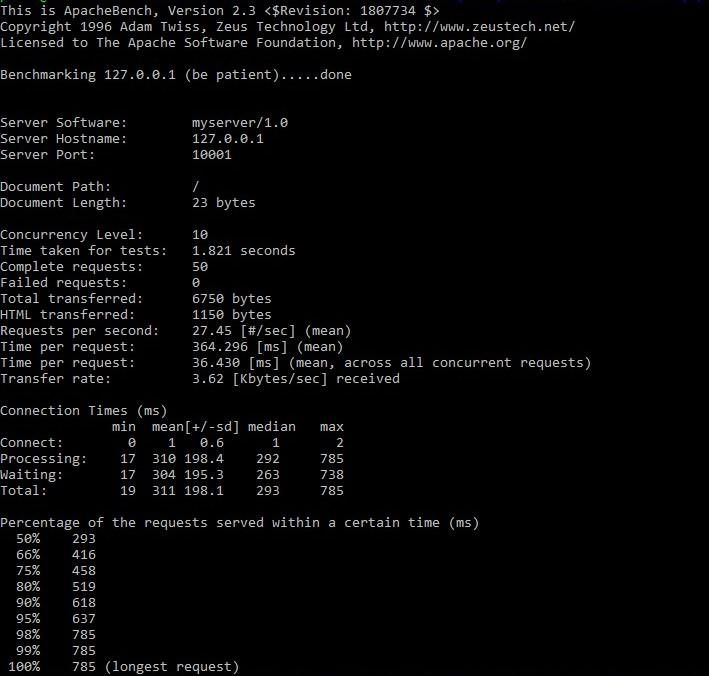 This is ApacheBench, Version 2.3 <$Revision: 1807734 $>
Copyright 1996 Adam Twiss, Zeus Technology Ltd, http://www.zeustech.net/
Licensed to The Apache Software Foundation, http://www.apache.org/

Benchmarking 127.0.0.1 (be patient).....done


Server Software:        myserver/1.0
Server Hostname:        127.0.0.1
Server Port:            10001

Document Path:          /
Document Length:        23 bytes

Concurrency Level:      10
Time taken for tests:   1.821 seconds
Complete requests:      50
Failed requests:        0
Total transferred:      6750 bytes
HTML transferred:       1150 bytes
Requests per second:    27.45 [#/sec] (mean)
Time per request:       364.296 [ms] (mean)
Time per request:       36.430 [ms] (mean, across all concurrent requests)
Transfer rate:          3.62 [Kbytes/sec] received

Connection Times (ms)
              min  mean[+/-sd] median   max
Connect:        0    1   0.6      1       2
Processing:    17  310 198.4    292     785
Waiting:       17  304 195.3    263     738
Total:         19  311 198.1    293     785

Percentage of the requests served within a certain time (ms)
  50%    293
  66%    416
  75%    458
  80%    519
  90%    618
  95%    637
  98%    785
  99%    785
 100%    785 (longest request)